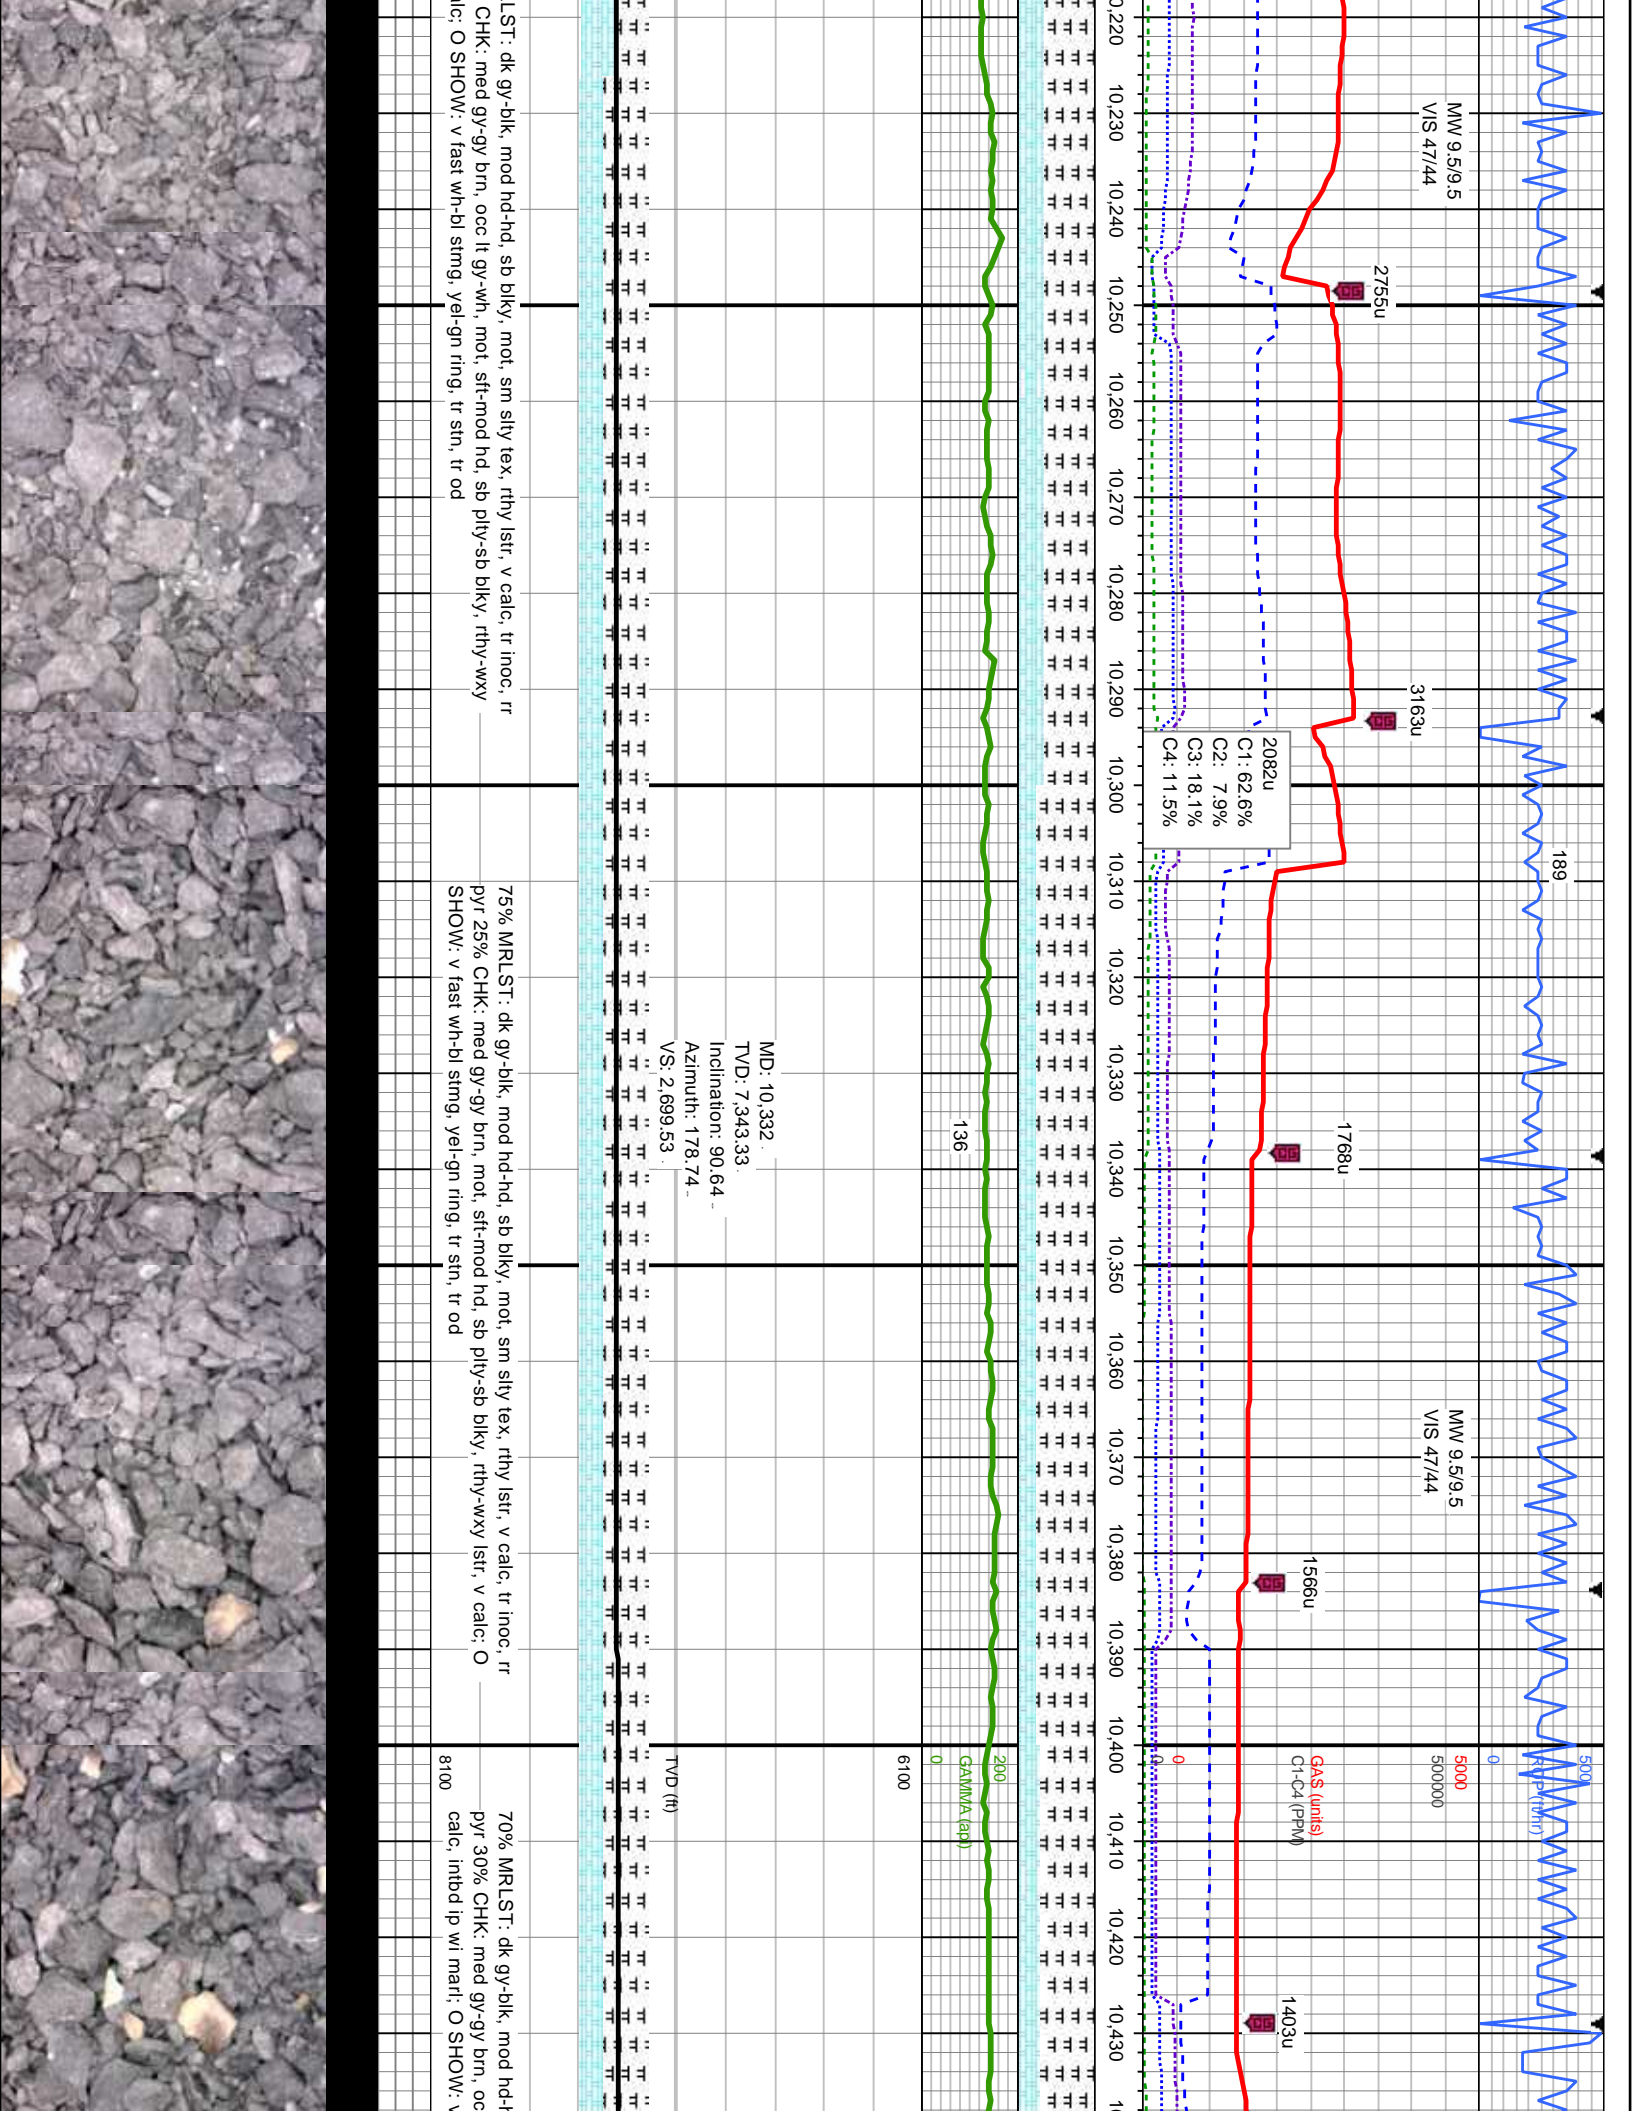 MW 9.5/9.5
VIS 47/44
2755u
3163u
189
1768u
MW 9.5/9.5
VIS 47/44
1566u
1403u
500
ROP (ft/hr)
0
5000
500000
GAS (units)
C1-C4 (PPM)
0
0
2082u
C1: 62.6%
C2: 7.9%
C3: 18.1%
C4: 11.5%
10,230
10,240
10,250
10,260
10,270
10,280
10,290
10,300
10,310
10,320
10,330
10,340
10,350
10,360
10,370
10,380
10,390
10,400
10,410
10,420
10,430
136
200
GAMMA (api)
0
MD: 10,332
TVD: 7,343.33
Inclination: 90.64
Azimuth: 178.74
VS: 2,699.53
6100
TVD (ft)
8100
LST: dk gy-blk, mod hd-hd, sb blky, mot, sm slty tex, rthy lstr, v calc, tr inoc, rr
CHK: med gy-gy brn, occ lt gy-wh, mot, sft-mod hd, sb plty-sb blky, rthy-wxy
alc; O SHOW: v fast wh-bl stmg, yel-gn ring, tr stn, tr od
75% MRLST: dk gy-blk, mod hd-hd, sb blky, mot, sm slty tex, rthy lstr, v calc, tr inoc, rr
pyr 25% CHK: med gy-gy brn, mot, sft-mod hd, sb plty-sb blky, rthy-wxy lstr, v calc; O
SHOW: v fast wh-bl stmg, yel-gn ring, tr stn, tr od
70% MRLST: dk gy-blk, mod hd-h
pyr 30% CHK: med gy-gy brn, oc
calc, intbd ip wi marl; O SHOW: v